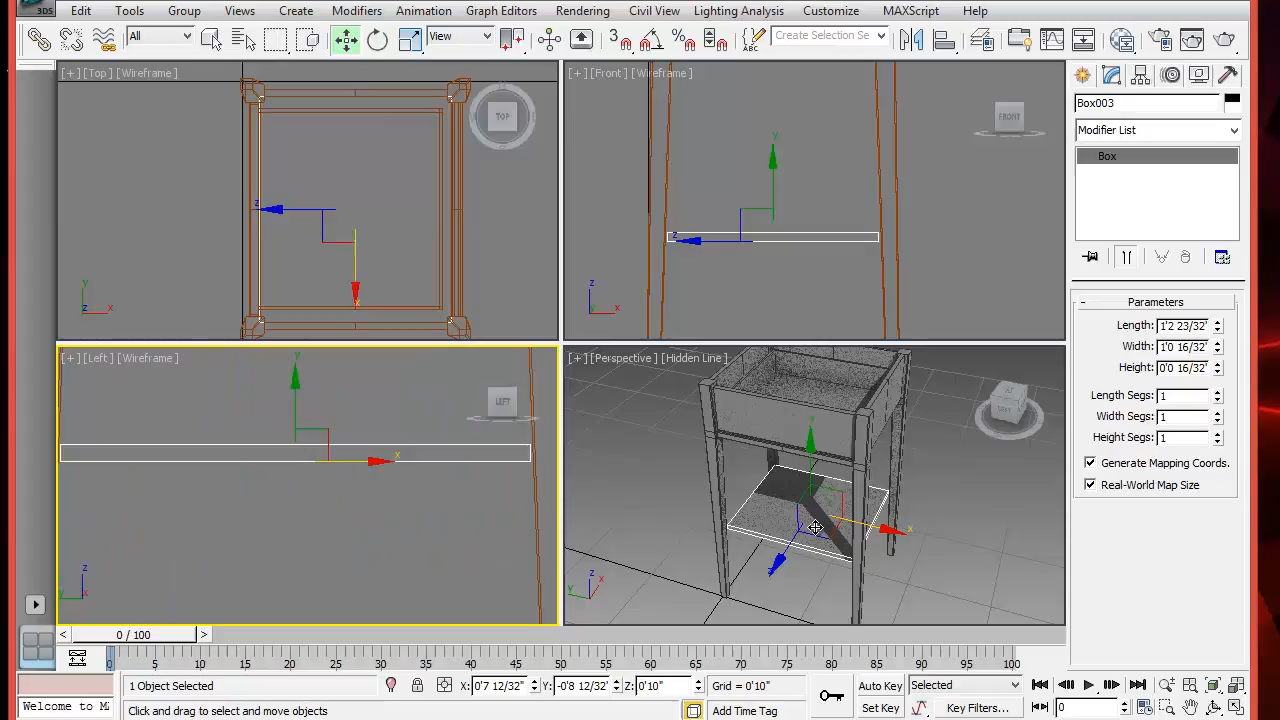 3DS Edit Tools Group Views Create Modifiers Animation Graph Editors Rendering Civil View Lighting Analysis Customize MAXScript Help
All View 3 Create Selection Se
[+] [Top] [Wireframe] TOP
[+] [Front] [Wireframe] FRONT
[+] [Left] [Wireframe] LEFT
[+] [Perspective] [Hidden Line]
Box003
Modifier List
Box
- Parameters
Length: 1'2 23/32"
Width: 1'0 16/32"
Height: 0'0 16/32"
Length Segs: 1
Width Segs: 1
Height Segs: 1
Generate Mapping Coords.
Real-World Map Size
< 0 / 100 >
0 5 10 15 20 25 30 35 40 45 50 55 60 65 70 75 80 85 90 95 100
1 Object Selected X: 0'7 12/32" Y: -0'8 12/32" Z: 0'10" Grid = 0'10" Auto Key Selected
Welcome to MA Click and drag to select and move objects Add Time Tag Set Key Key Filters... 0